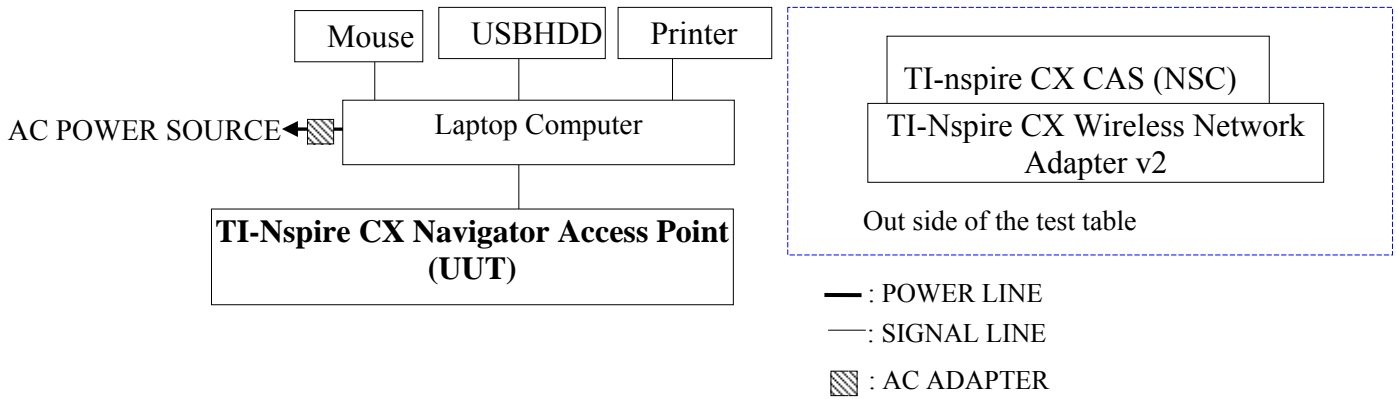 Mouse
USBHDD
Printer
AC POWER SOURCE
Laptop Computer
TI-Nspire CX Navigator Access Point
(UUT)
TI-nspire CX CAS (NSC)
TI-Nspire CX Wireless Network
Adapter v2
Out side of the test table
: POWER LINE
: SIGNAL LINE
: AC ADAPTER